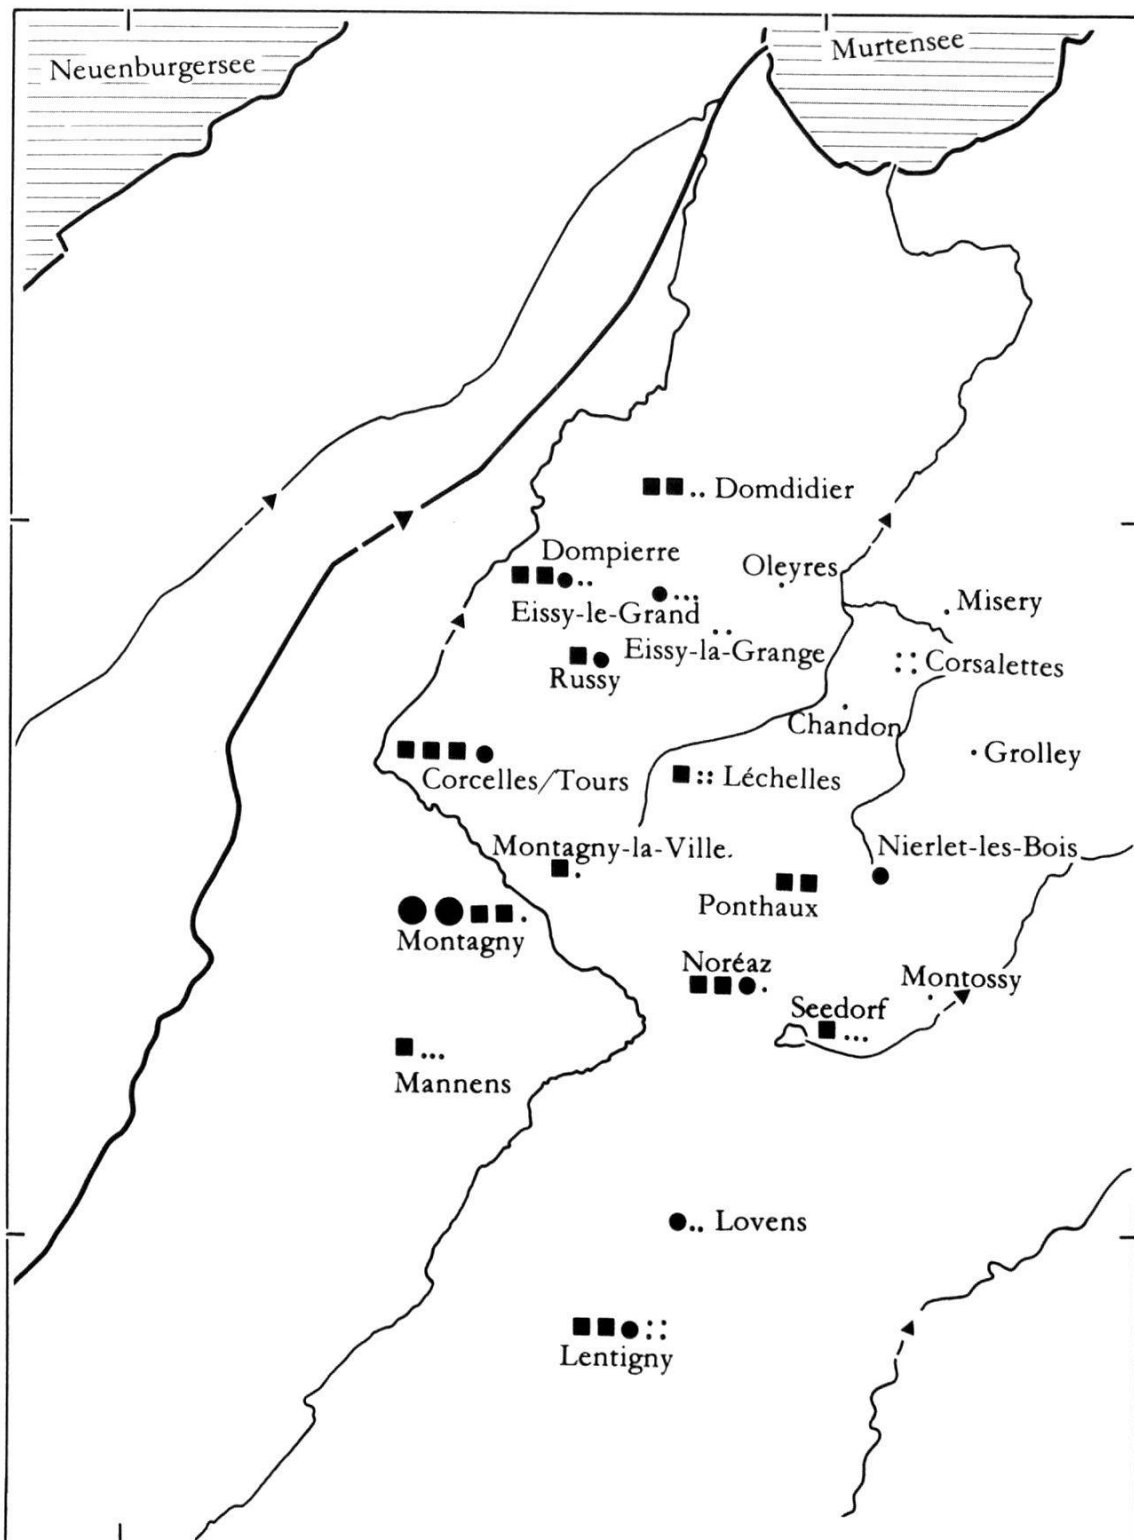 Neuenburgersee
Murtensee
Domdidier
Dompierre
Oleyres
Eissy-le-Grand
Misery
Eissy-la-Grange
Corsalettes
Russy
Chandon
Grolley
Corcelles/Tours
Léchelles
Montagny-la-Ville.
Nierlet-les-Bois
Ponthaux
Montagny
Noréaz
Montossy
Seedorf
Mannens
Lovens
Lentigny